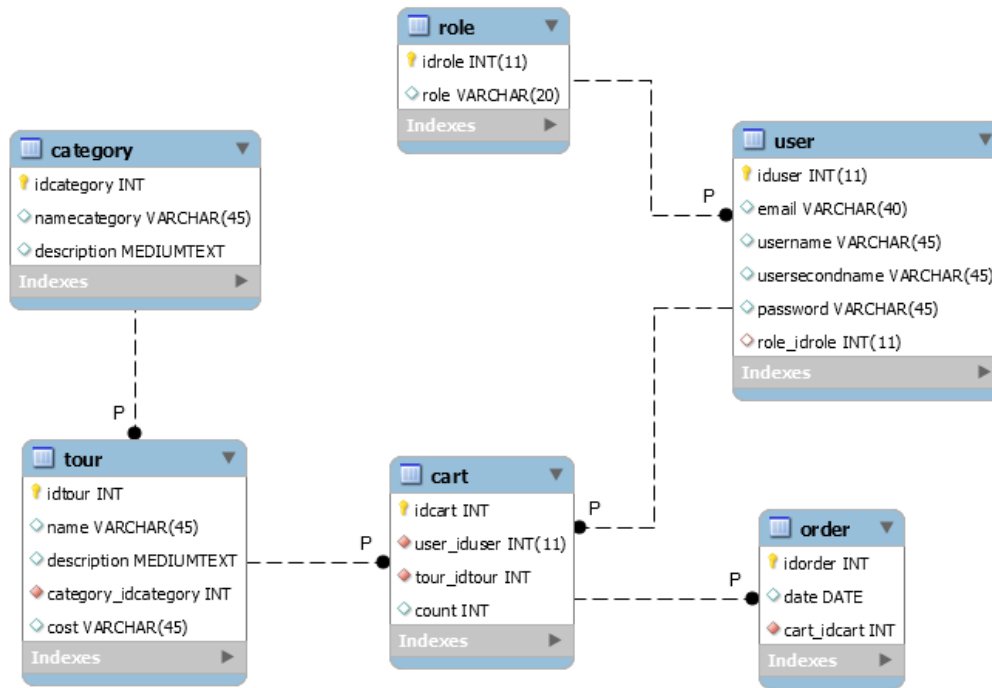 role
idrole INT(11)
role VARCHAR(20)
Indexes
category
idcategory INT
namecategory VARCHAR(45)
description MEDIUMTEXT
Indexes
user
iduser INT(11)
email VARCHAR(40)
username VARCHAR(45)
usersecondname VARCHAR(45)
password VARCHAR(45)
role_idrole INT(11)
Indexes
P
P
tour
idtour INT
name VARCHAR(45)
description MEDIUMTEXT
category_idcategory INT
cost VARCHAR(45)
Indexes
P
cart
idcart INT
user_iduser INT(11)
tour_idtour INT
count INT
Indexes
P
P
order
idorder INT
date DATE
cart_idcart INT
Indexes